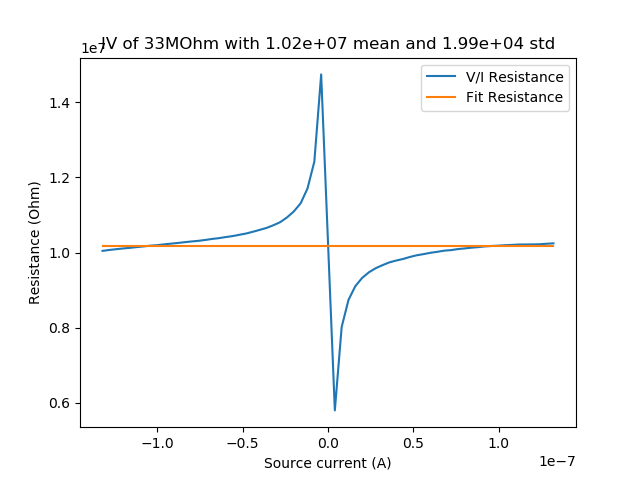 1e7
IV of 33MOhm with 1.02e+07 mean and 1.99e+04 std
V/I Resistance
Fit Resistance
1.4
1.2
1.0
0.8
0.6
Resistance (Ohm)
−1.0 −0.5 0.0 0.5 1.0
Source current (A)
1e−7